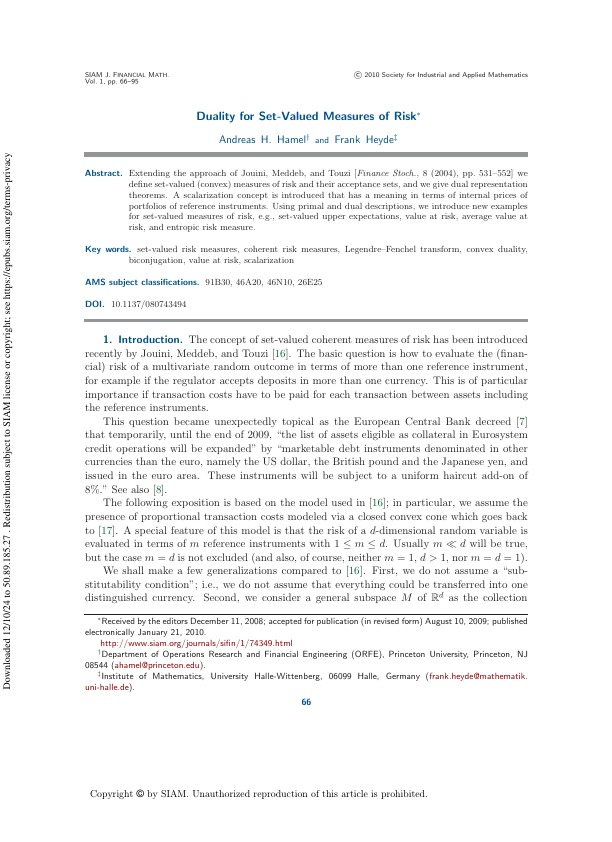 SIAM J. FINANCIAL MATH.
Vol. 1, pp. 66–95
© 2010 Society for Industrial and Applied Mathematics
Duality for Set-Valued Measures of Risk*
Andreas H. Hamel† and Frank Heyde‡
Abstract. Extending the approach of Jouini, Meddeb, and Touzi [Finance Stoch., 8 (2004), pp. 531–552] we
define set-valued (convex) measures of risk and their acceptance sets, and we give dual representation
theorems. A scalarization concept is introduced that has a meaning in terms of internal prices of
portfolios of reference instruments. Using primal and dual descriptions, we introduce new examples
for set-valued measures of risk, e.g., set-valued upper expectations, value at risk, average value at
risk, and entropic risk measure.
Key words. set-valued risk measures, coherent risk measures, Legendre–Fenchel transform, convex duality,
biconjugation, value at risk, scalarization
AMS subject classifications. 91B30, 46A20, 46N10, 26E25
DOI. 10.1137/080743494
1. Introduction. The concept of set-valued coherent measures of risk has been introduced
recently by Jouini, Meddeb, and Touzi [16]. The basic question is how to evaluate the (finan-
cial) risk of a multivariate random outcome in terms of more than one reference instrument,
for example if the regulator accepts deposits in more than one currency. This is of particular
importance if transaction costs have to be paid for each transaction between assets including
the reference instruments.
This question became unexpectedly topical as the European Central Bank decreed [7]
that temporarily, until the end of 2009, “the list of assets eligible as collateral in Eurosystem
credit operations will be expanded” by “marketable debt instruments denominated in other
currencies than the euro, namely the US dollar, the British pound and the Japanese yen, and
issued in the euro area. These instruments will be subject to a uniform haircut add-on of
8%.” See also [8].
The following exposition is based on the model used in [16]; in particular, we assume the
presence of proportional transaction costs modeled via a closed convex cone which goes back
to [17]. A special feature of this model is that the risk of a d-dimensional random variable is
evaluated in terms of m reference instruments with 1 ≤ m ≤ d. Usually m ≪ d will be true,
but the case m = d is not excluded (and also, of course, neither m = 1, d > 1, nor m = d = 1).
We shall make a few generalizations compared to [16]. First, we do not assume a “sub-
stitutability condition”; i.e., we do not assume that everything could be transferred into one
distinguished currency. Second, we consider a general subspace M of ℝᵈ as the collection
*Received by the editors December 11, 2008; accepted for publication (in revised form) August 10, 2009; published
electronically January 21, 2010.
http://www.siam.org/journals/sifin/1/74349.html
†Department of Operations Research and Financial Engineering (ORFE), Princeton University, Princeton, NJ
08544 (ahamel@princeton.edu).
‡Institute of Mathematics, University Halle-Wittenberg, 06099 Halle, Germany (frank.heyde@mathematik.
uni-halle.de).
66
Copyright © by SIAM. Unauthorized reproduction of this article is prohibited.
Downloaded 12/10/24 to 50.89.185.27 . Redistribution subject to SIAM license or copyright; see https://epubs.siam.org/terms-privacy